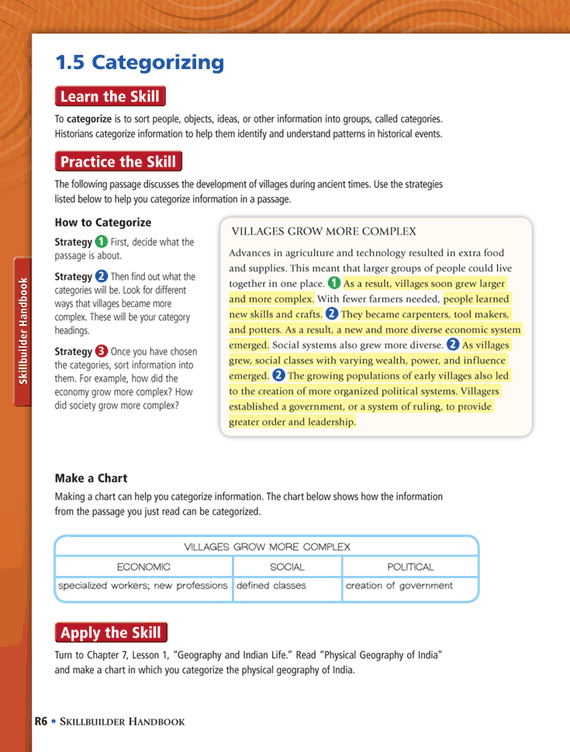 1.5 Categorizing
Learn the Skill
To categorize is to sort people, objects, ideas, or other information into groups, called categories.
Historians categorize information to help them identify and understand patterns in historical events.
Practice the Skill
The following passage discusses the development of villages during ancient times. Use the strategies
listed below to help you categorize information in a passage.
How to Categorize
Strategy 1 First, decide what the
passage is about.
Strategy 2 Then find out what the
categories will be. Look for different
ways that villages became more
complex. These will be your category
headings.
Strategy 3 Once you have chosen
the categories, sort information into
them. For example, how did the
economy grow more complex? How
did society grow more complex?
VILLAGES GROW MORE COMPLEX
Advances in agriculture and technology resulted in extra food
and supplies. This meant that larger groups of people could live
together in one place. 1 As a result, villages soon grew larger
and more complex. With fewer farmers needed, people learned
new skills and crafts. 2 They became carpenters, tool makers,
and potters. As a result, a new and more diverse economic system
emerged. Social systems also grew more diverse. 2 As villages
grew, social classes with varying wealth, power, and influence
emerged. 2 The growing populations of early villages also led
to the creation of more organized political systems. Villagers
established a government, or a system of ruling, to provide
greater order and leadership.
Skillbuilder Handbook
Make a Chart
Making a chart can help you categorize information. The chart below shows how the information
from the passage you just read can be categorized.
VILLAGES GROW MORE COMPLEX
ECONOMIC SOCIAL POLITICAL
specialized workers; new professions defined classes creation of government
Apply the Skill
Turn to Chapter 7, Lesson 1, “Geography and Indian Life.” Read “Physical Geography of India”
and make a chart in which you categorize the physical geography of India.
R6 • SKILLBUILDER HANDBOOK